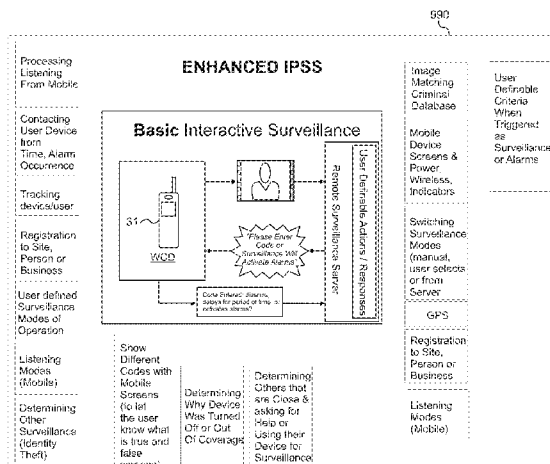 990
ENHANCED IPSS
Processing
Listening
From Mobile
Contacting
User Device
from
Time, Alarm
Occurrence
Tracking
device/user
Registration
to Site,
Person or
Business
User defined
Surveillance
Modes of
Operation
Listening
Modes
(Mobile)
Determining
Other
Surveillance
(Identity
Theft)
Basic Interactive Surveillance
31
WCD
"Please Enter
Code or
Surveillance Will
Activate Alarms"
Code Entered: disarms,
delays for period of time, or
activates alarms?
Remote Surveillance Server
User Definable Actions / Responses
Show
Different
Codes with
Mobile
Screens
(to let
the user
know what
is true and
false
Determining
Why Device
Was Turned
Off or Out
Of Coverage
Determining
Others that
are Close &
asking for
Help or
Using their
Device for
Surveillance
Image
Matching
Criminal
Database
Mobile
Device
Screens &
Power,
Wireless,
Indicators
Switching
Surveillance
Modes
(manual,
user selects
or from
Server
GPS
Registration
to Site,
Person or
Business
Listening
Modes
(Mobile)
User
Definable
Criteria
When
Triggered
as
Surveillance
or Alarms